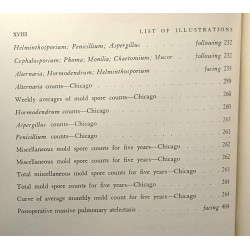 XVIII LIST OF ILLUSTRATIONS
Helminthosporium; Penicillium; Aspergillus following 232
Cephalosporium; Phoma; Monilia; Chaetomium; Mucor following 232
Alternaria; Hormodendrum; Helminthosporium facing 233
Alternaria counts—Chicago 259
Weekly averages of mold spore counts—Chicago 260
Hormodendrum counts—Chicago 260
Aspergillus counts—Chicago 261
Penicillium counts—Chicago 261
Miscellaneous mold spore counts for five years—Chicago 262
Miscellaneous mold spore counts for five years—Chicago 262
Total miscellaneous mold spore counts for five years—Chicago 263
Total mold spore counts for five years—Chicago 264
Curve of average monthly mold count for five years—Chicago 264
Postoperative massive pulmonary atelectasis facing 404